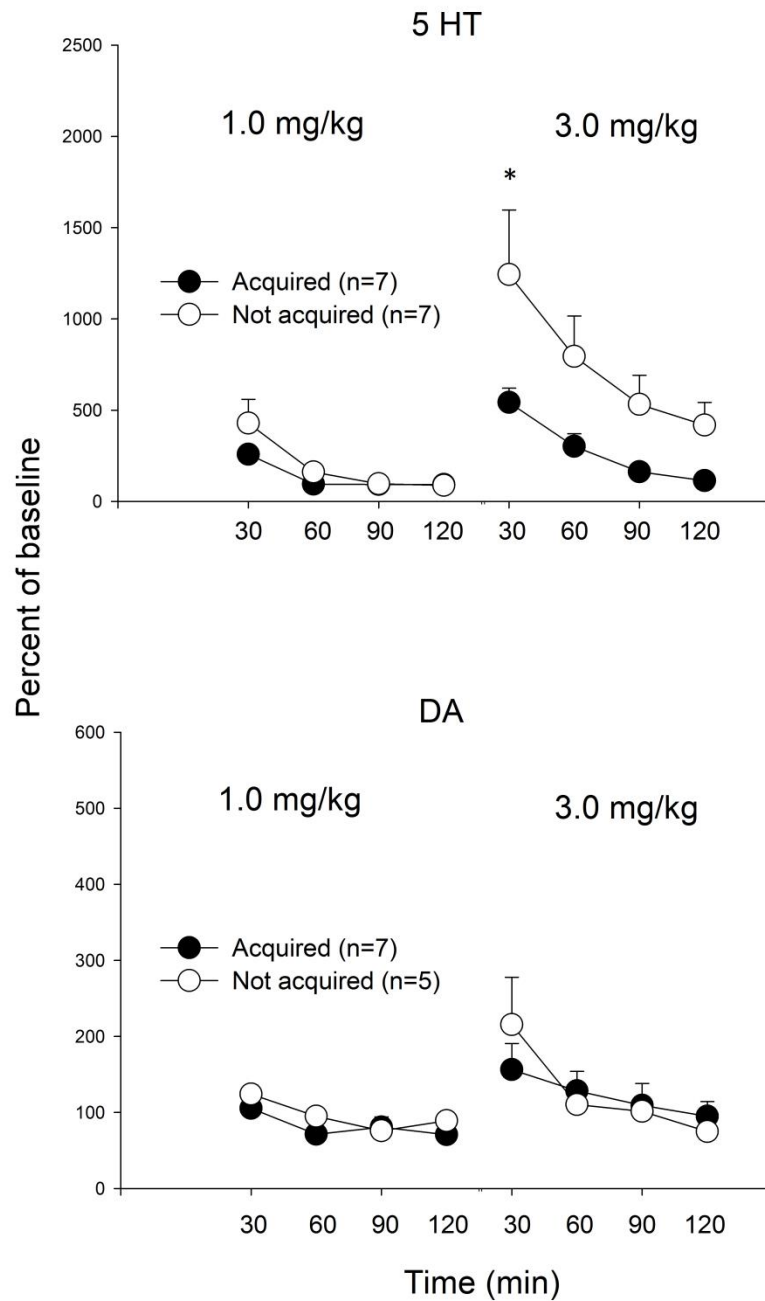 5 HT
2500
2000
1500
1000
500
0
1.0 mg/kg
3.0 mg/kg
*
Acquired (n=7)
Not acquired (n=7)
30 60 90 120 30 60 90 120
Percent of baseline
DA
600
500
400
300
200
100
0
1.0 mg/kg
3.0 mg/kg
Acquired (n=7)
Not acquired (n=5)
30 60 90 120 30 60 90 120
Time (min)